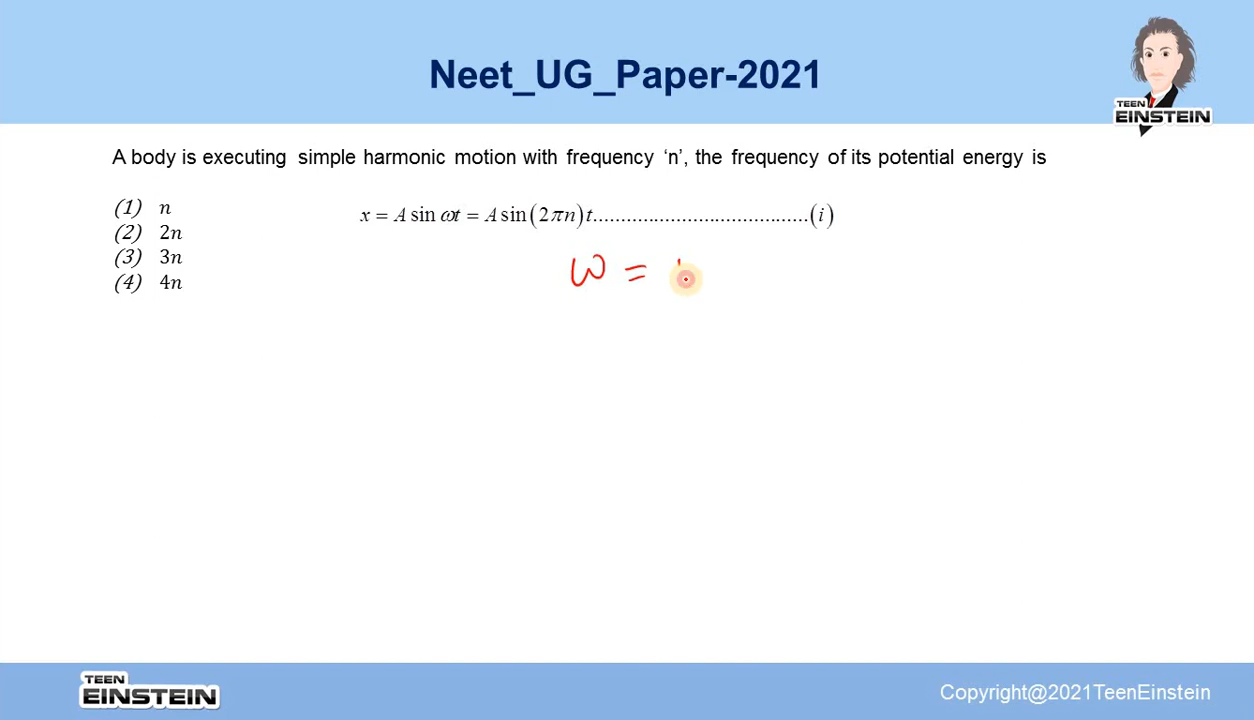 Neet_UG_Paper-2021
TEEN
EINSTEIN
A body is executing simple harmonic motion with frequency ‘n’, the frequency of its potential energy is
(1) n
(2) 2n
(3) 3n
(4) 4n
x = A sin ωt = A sin(2πn)t.......................................(i)
ω =
TEEN
EINSTEIN
Copyright@2021TeenEinstein